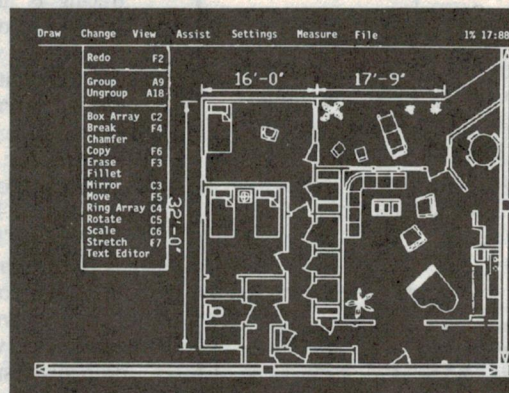 Draw Change View Assist Settings Measure File 1% 17:88
Redo F2
Group A9
Ungroup A18
Box Array C2
Break F4
Chamfer
Copy F6
Erase F3
Fillet
Mirror C3
Move F5
Ring Array C4
Rotate C5
Scale C6
Stretch F7
Text Editor
16'-0"
17'-9"
32'-0"